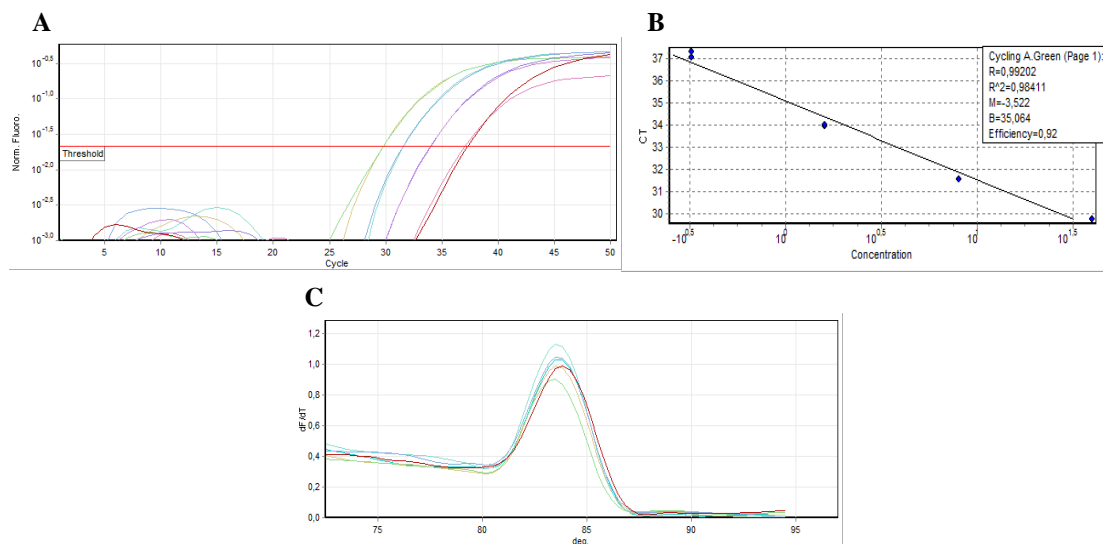 A
Norm. Fluoro.
10^-0,5
10^-1,0
10^-1,5
10^-2,0
10^-2,5
10^-3,0
Threshold
5 10 15 20 25 30 35 40 45 50
Cycle
B
CT
37
36
35
34
33
32
31
30
Cycling A.Green (Page 1):
R=0,99202
R^2=0,98411
M=-3,522
B=35,064
Efficiency=0,92
-10^0.5 10^0 10^0.5 10^1 10^1.5
Concentration
C
dF/dT
1,2
1,0
0,8
0,6
0,4
0,2
0,0
75 80 85 90 95
deg.